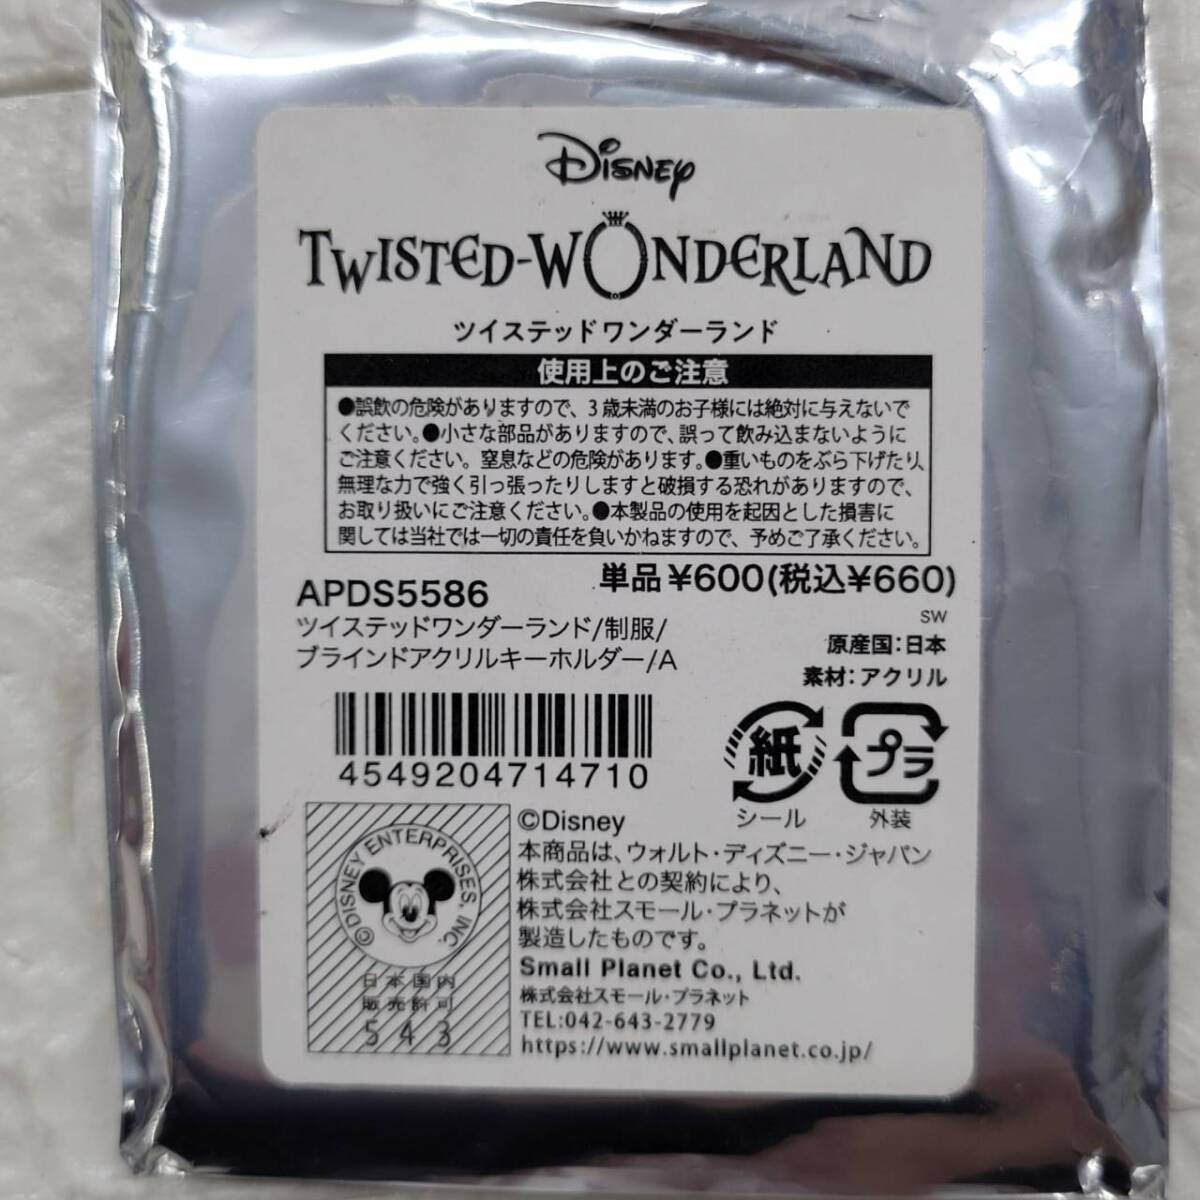 Disney
TWISTED-WONDERLAND
ツイステッドワンダーランド
使用上のご注意
●誤飲の危険がありますので、3歳未満のお子様には絶対に与えないで
ください。●小さな部品がありますので、誤って飲み込まないように
ご注意ください。窒息などの危険があります。●重いものをぶら下げたり、
無理な力で強く引っ張ったりしますと破損する恐れがありますので、
お取り扱いにご注意ください。●本製品の使用を起因とした損害に
関しては当社では一切の責任を負いかねますので、予めご了承ください。
APDS5586
単品¥600(税込¥660)
SW
ツイステッドワンダーランド/制服/
ブラインドアクリルキーホルダー/A
原産国:日本
素材:アクリル
4549204714710
紙
シール
プラ
外装
©DISNEY ENTERPRISES, INC.
日本国内
販売許可
543
©Disney
本商品は、ウォルト・ディズニー・ジャパン
株式会社との契約により、
株式会社スモール・プラネットが
製造したものです。
Small Planet Co., Ltd.
株式会社スモール・プラネット
TEL:042-643-2779
https://www.smallplanet.co.jp/